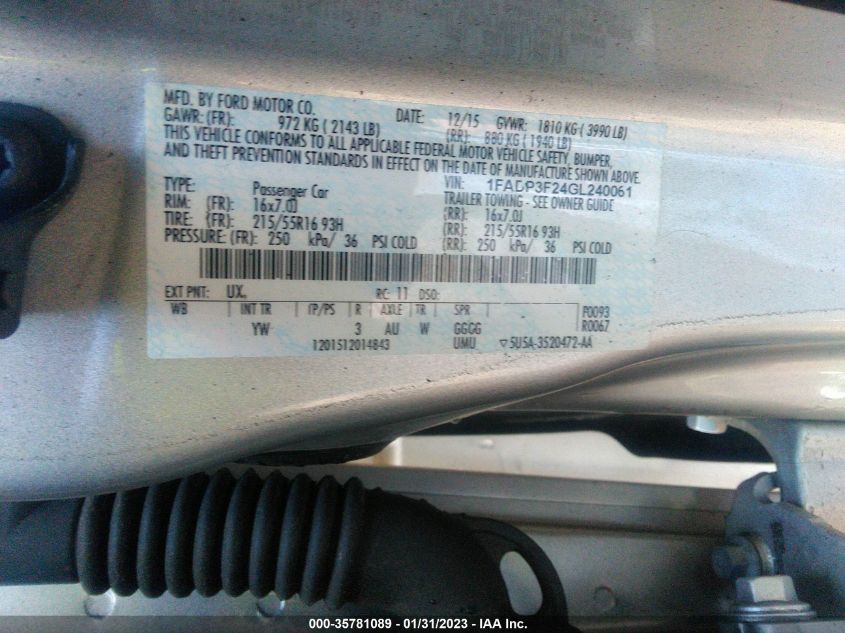 MFD. BY FORD MOTOR CO. DATE: 12/15 GVWR: 1810 KG ( 3990 LB)
GAWR: (FR): 972 KG ( 2143 LB) (RR): 880 KG ( 1940 LB)
THIS VEHICLE CONFORMS TO ALL APPLICABLE FEDERAL MOTOR VEHICLE SAFETY, BUMPER,
AND THEFT PREVENTION STANDARDS IN EFFECT ON THE DATE OF MANUFACTURE SHOWN ABOVE.
VIN: 1FADP3F24GL240061
TYPE: Passenger Car TRAILER TOWING - SEE OWNER GUIDE
RIM: (FR): 16x7.0J (RR): 16x7.0J
TIRE: (FR): 215/55R16 93H (RR): 215/55R16 93H
PRESSURE: (FR): 250 kPa/ 36 PSI COLD (RR): 250 kPa/ 36 PSI COLD
EXT PNT: UX, RC: 11 DSO:
WB INT TR TP/PS R AXLE TR SPR P0093
YW 3 AU W GGGG R0067
1201512014843 UMU ▽ 5U5A-3520472-AA
000-35781089 - 01/31/2023 - IAA Inc.